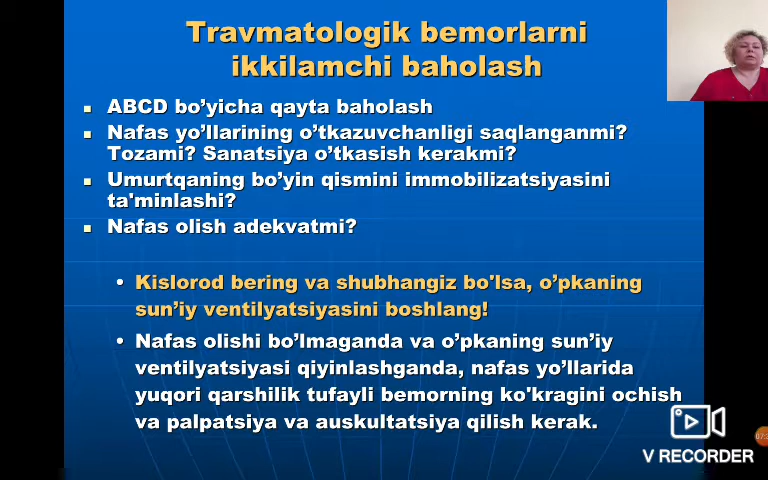 Travmatologik bemorlarni
ikkilamchi baholash
ABCD bo’yicha qayta baholash
Nafas yo’llarining o’tkazuvchanligi saqlanganmi?
Tozami? Sanatsiya o’tkasish kerakmi?
Umurtqaning bo’yin qismini immobilizatsiyasini
ta'minlashi?
Nafas olish adekvatmi?
Kislorod bering va shubhangiz bo'lsa, o’pkaning
sun’iy ventilyatsiyasini boshlang!
Nafas olishi bo’lmaganda va o’pkaning sun’iy
ventilyatsiyasi qiyinlashganda, nafas yo’llarida
yuqori qarshilik tufayli bemorning ko'kragini ochish
va palpatsiya va auskultatsiya qilish kerak.
V RECORDER